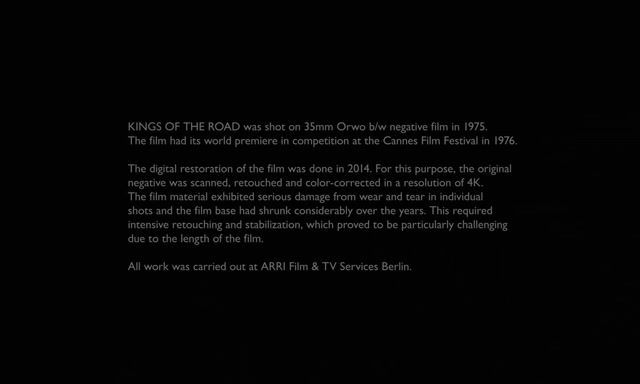 KINGS OF THE ROAD was shot on 35mm Orwo b/w negative film in 1975.
The film had its world premiere in competition at the Cannes Film Festival in 1976.
The digital restoration of the film was done in 2014. For this purpose, the original
negative was scanned, retouched and color-corrected in a resolution of 4K.
The film material exhibited serious damage from wear and tear in individual
shots and the film base had shrunk considerably over the years. This required
intensive retouching and stabilization, which proved to be particularly challenging
due to the length of the film.
All work was carried out at ARRI Film & TV Services Berlin.